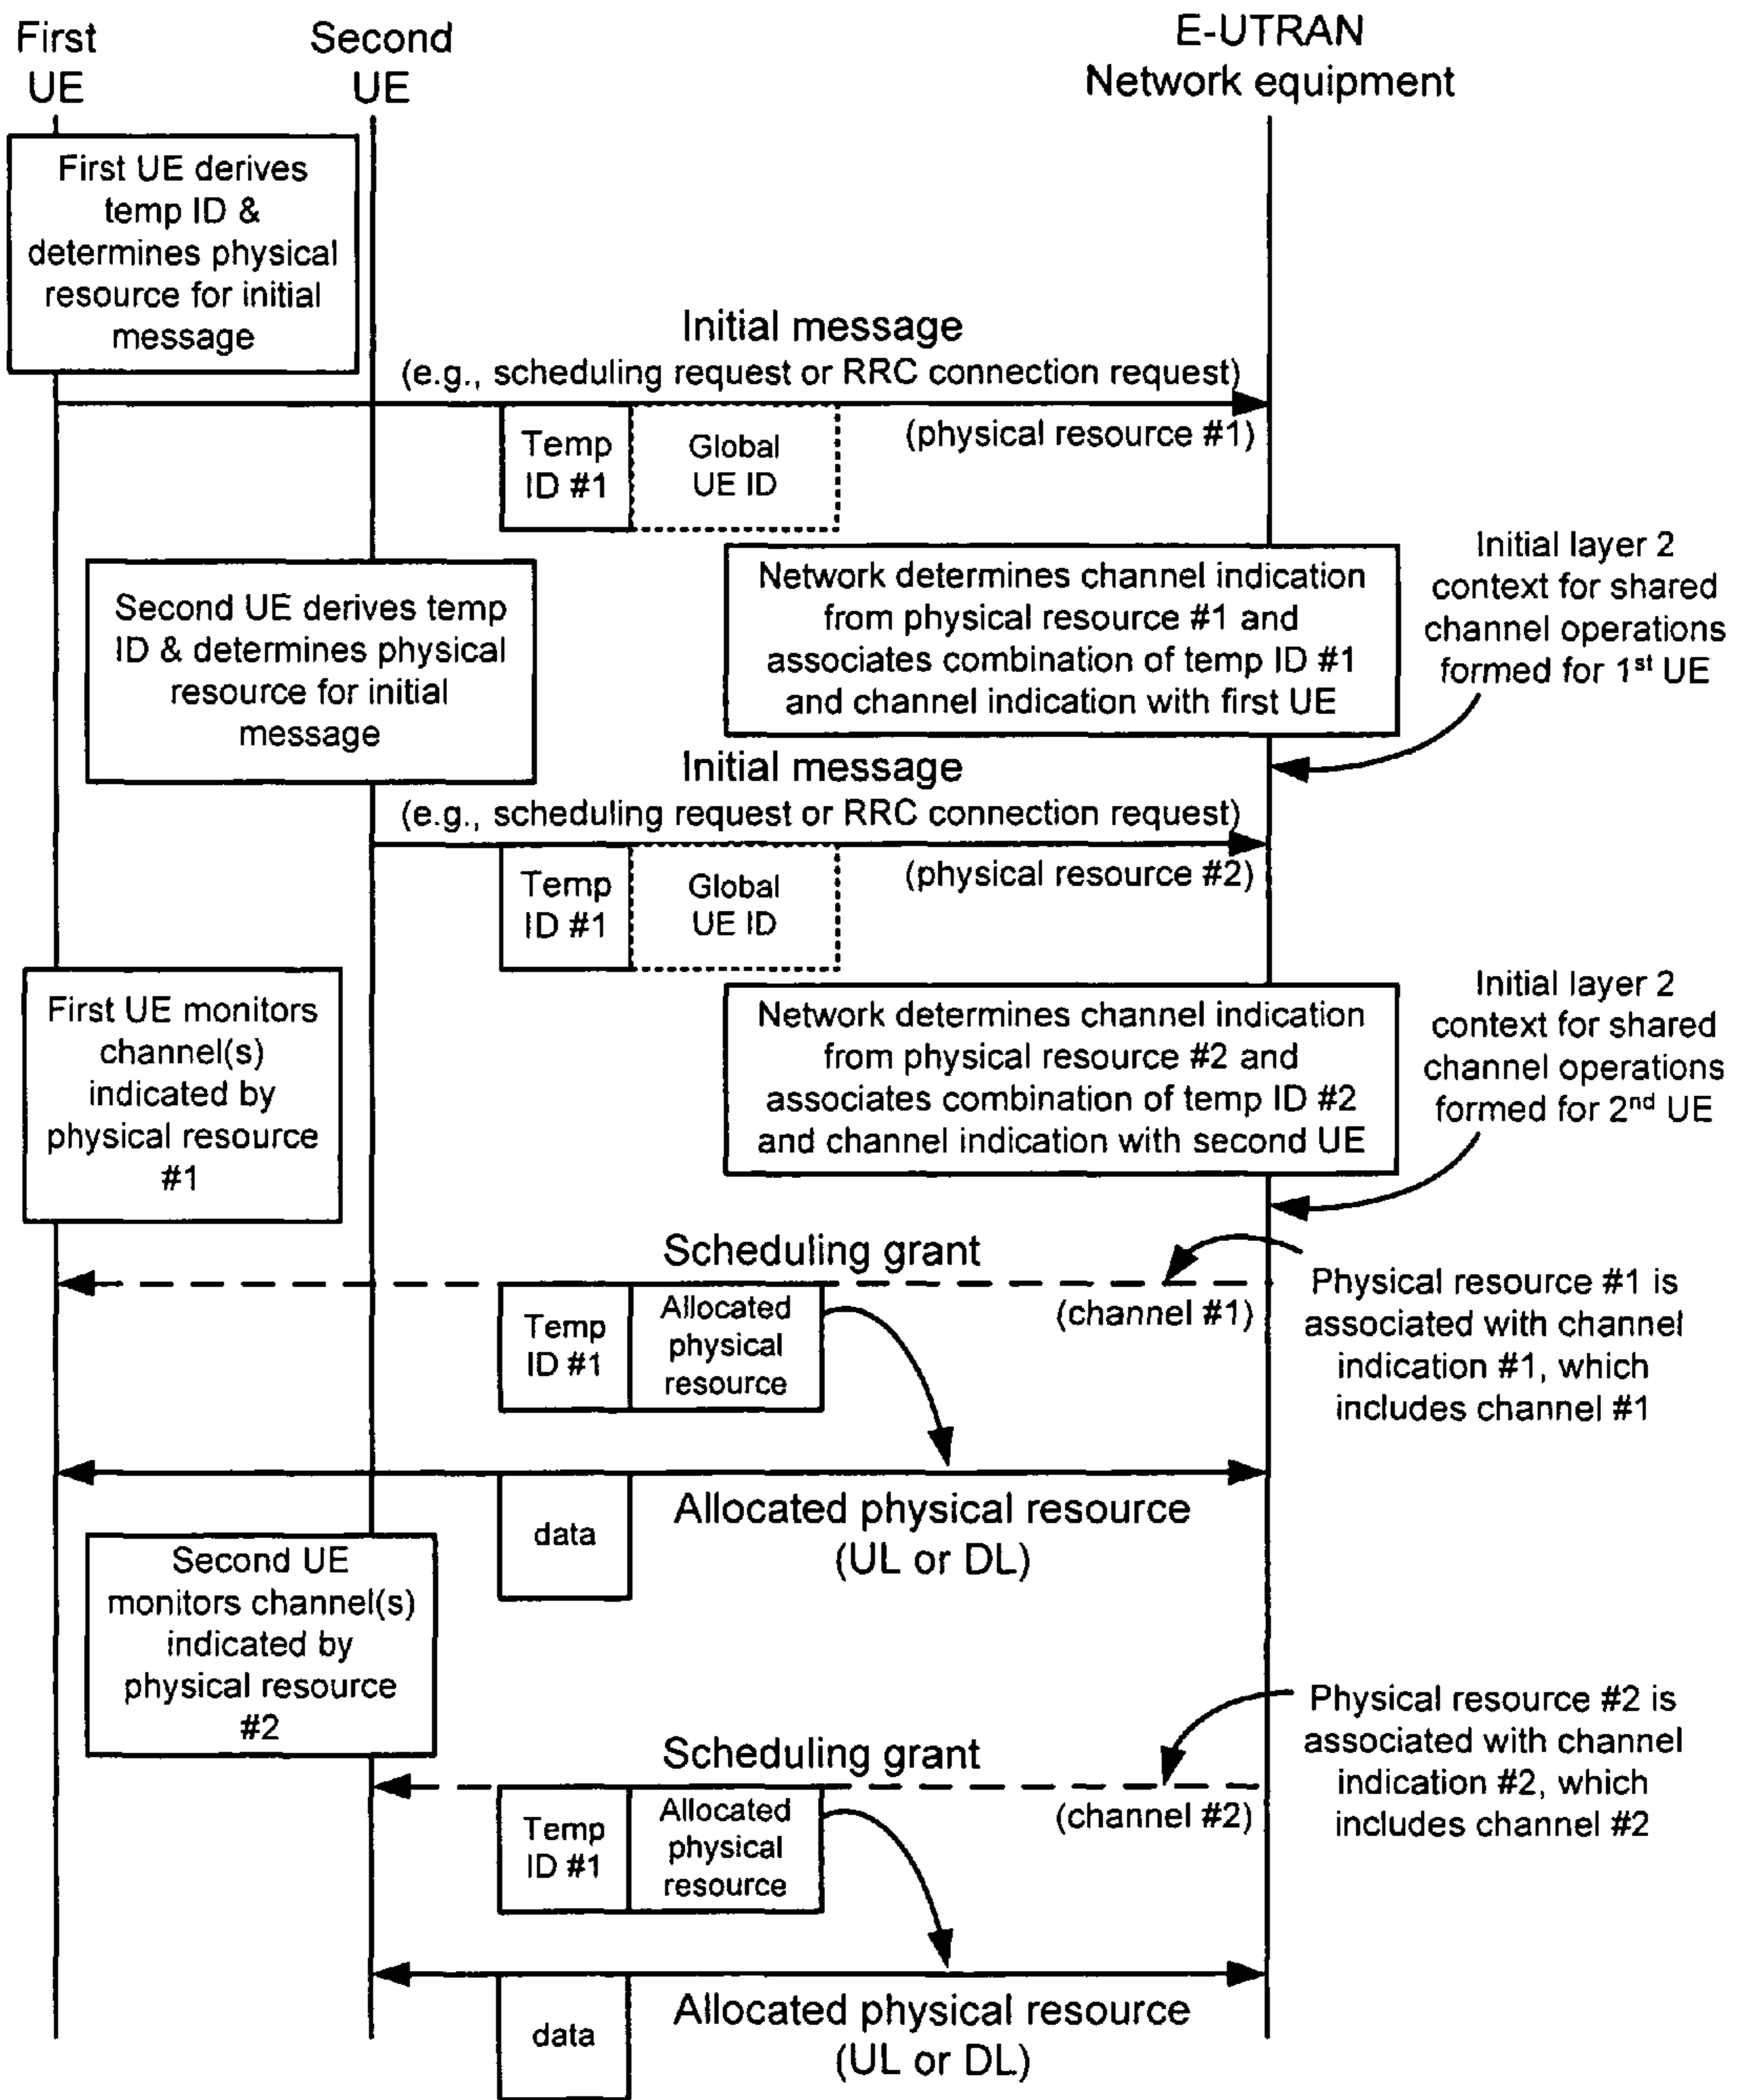 First
UE
Second
UE
E-UTRAN
Network equipment
First UE derives
temp ID &
determines physical
resource for initial
message
Initial message
(e.g., scheduling request or RRC connection request)
(physical resource #1)
Temp
ID #1
Global
UE ID
Second UE derives temp
ID & determines physical
resource for initial
message
Network determines channel indication
from physical resource #1 and
associates combination of temp ID #1
and channel indication with first UE
Initial layer 2
context for shared
channel operations
formed for 1st UE
Initial message
(e.g., scheduling request or RRC connection request)
(physical resource #2)
Temp
ID #1
Global
UE ID
First UE monitors
channel(s)
indicated by
physical resource
#1
Network determines channel indication
from physical resource #2 and
associates combination of temp ID #2
and channel indication with second UE
Initial layer 2
context for shared
channel operations
formed for 2nd UE
Scheduling grant
(channel #1)
Temp
ID #1
Allocated
physical
resource
Physical resource #1 is
associated with channel
indication #1, which
includes channel #1
data
Allocated physical resource
(UL or DL)
Second UE
monitors channel(s)
indicated by
physical resource
#2
Scheduling grant
(channel #2)
Temp
ID #1
Allocated
physical
resource
Physical resource #2 is
associated with channel
indication #2, which
includes channel #2
data
Allocated physical resource
(UL or DL)